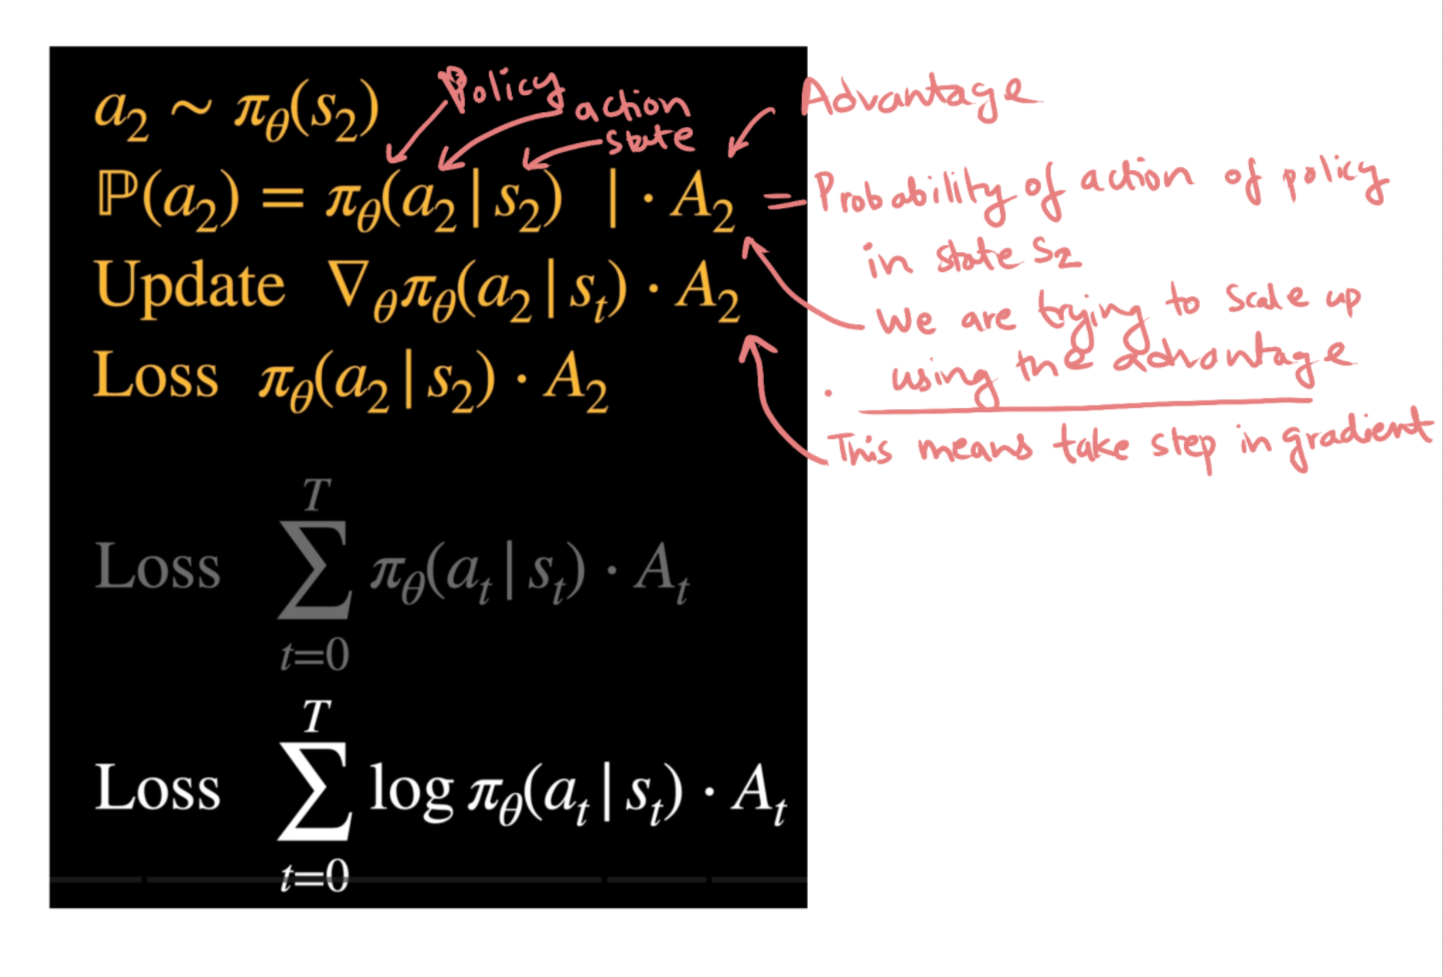 a₂ ~ π_θ(s₂)
Policy
action
state
Advantage
ℙ(a₂) = π_θ(a₂ | s₂) | · A₂
= Probability of action of policy
in state S₂
Update ∇_θπ_θ(a₂ | s_t) · A₂
We are trying to scale up
using the advantage
Loss π_θ(a₂ | s₂) · A₂
This means take step in gradient
Loss ∑_{t=0}^{T} π_θ(a_t | s_t) · A_t
Loss ∑_{t=0}^{T} log π_θ(a_t | s_t) · A_t